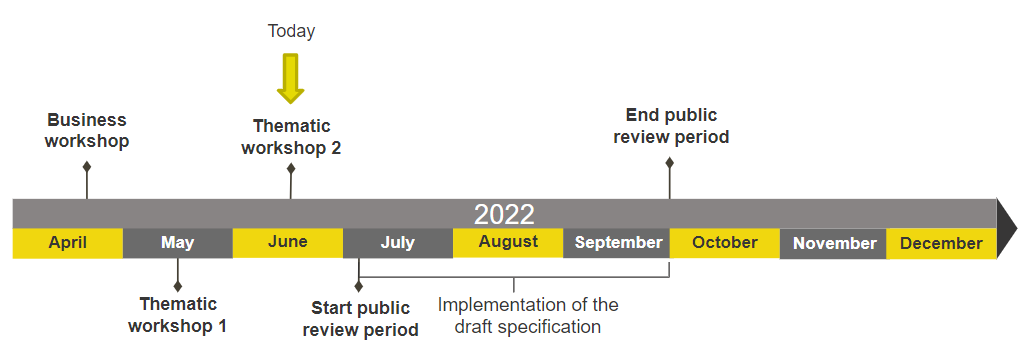 Today
Business
workshop
Thematic
workshop 2
End public
review period
2022
April May June July August September October November December
Thematic
workshop 1
Start public
review period
Implementation of the
draft specification